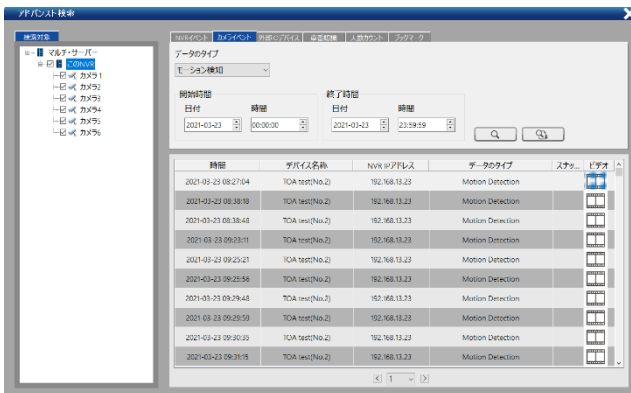 アドバンスト検索
検索対象
マルチ・サーバー
このNVR
カメラ1
カメラ2
カメラ3
カメラ4
カメラ5
カメラ6
NVRイベント カメライベント 外部I/Oデバイス 人数カウント ブックマーク
データのタイプ
モーション検知
開始時間 終了時間
日付 時間 日付 時間
2021-03-23 00:00:00 2021-03-23 23:59:59
時間 デバイス名称 NVR IPアドレス データのタイプ スナッ... ビデオ
2021-03-23 08:27:04 TOA test(No.2) 192.168.13.23 Motion Detection
2021-03-23 08:38:18 TOA test(No.2) 192.168.13.23 Motion Detection
2021-03-23 08:38:48 TOA test(No.2) 192.168.13.23 Motion Detection
2021-03-23 09:23:11 TOA test(No.2) 192.168.13.23 Motion Detection
2021-03-23 09:25:21 TOA test(No.2) 192.168.13.23 Motion Detection
2021-03-23 09:25:56 TOA test(No.2) 192.168.13.23 Motion Detection
2021-03-23 09:29:48 TOA test(No.2) 192.168.13.23 Motion Detection
2021-03-23 09:29:59 TOA test(No.2) 192.168.13.23 Motion Detection
2021-03-23 09:30:35 TOA test(No.2) 192.168.13.23 Motion Detection
2021-03-23 09:31:15 TOA test(No.2) 192.168.13.23 Motion Detection
1